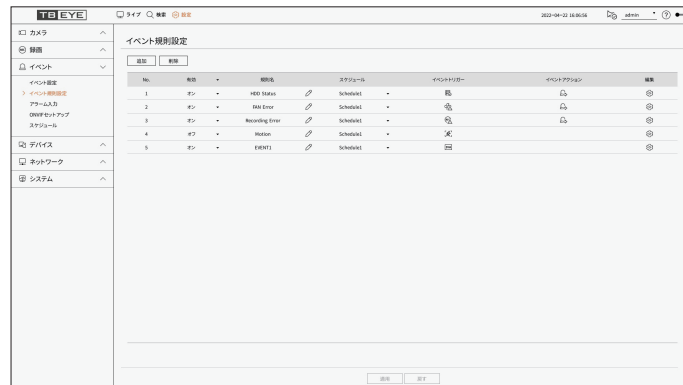 TB EYE
ライブ 検索 設定
2022-04-22 16:06:56 admin
カメラ
録画
イベント
イベント設定
イベント規則設定
アラーム入力
ONVIFセットアップ
スケジュール
デバイス
ネットワーク
システム
イベント規則設定
追加 削除
No. 有効 規則名 スケジュール イベントトリガー イベントアクション 編集
1 オン HDD Status Schedule1
2 オン FAN Error Schedule1
3 オン Recording Error Schedule1
4 オフ Motion Schedule1
5 オン EVENT1 Schedule1
適用 戻す